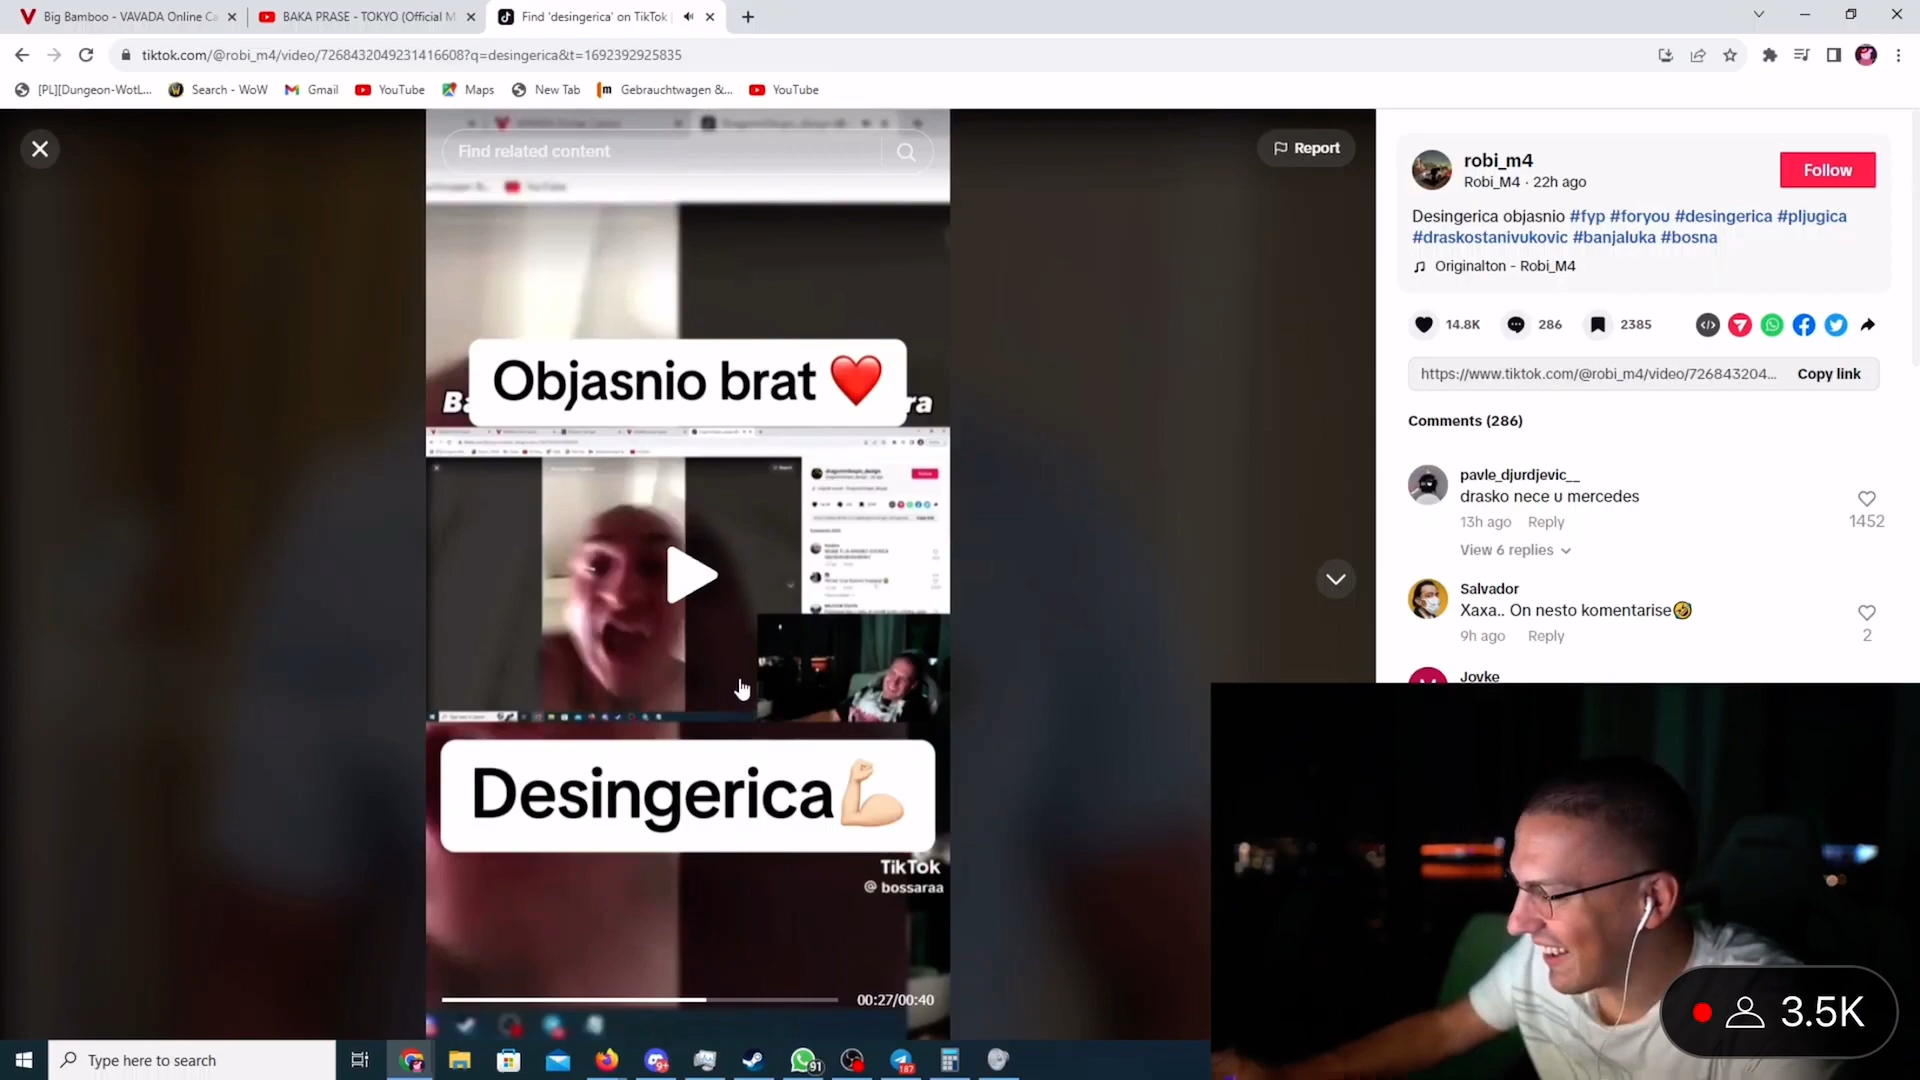 Big Bamboo - VAVADA Online Ca
BAKA PRASE - TOKYO (Official M
Find 'desingerica' on TikTok
tiktok.com/@robi_m4/video/7268432049231416608?q=desingerica&t=1692392925835
[PL][Dungeon-WotL...
Search - WoW
Gmail
YouTube
Maps
New Tab
Gebrauchtwagen &...
YouTube
Find related content
Report
robi_m4
Robi_M4 · 22h ago
Follow
Desingerica objasnio #fyp #foryou #desingerica #pljugica
#draskostanivukovic #banjaluka #bosna
Originalton - Robi_M4
14.8K
286
2385
https://www.tiktok.com/@robi_m4/video/726843204...
Copy link
Comments (286)
pavle_djurdjevic__
drasko nece u mercedes
13h ago
Reply
1452
View 6 replies
Salvador
Xaxa.. On nesto komentarise🤣
9h ago
Reply
2
Jovke
Objasnio brat ❤️
Desingerica💪🏻
TikTok
@ bossaraa
00:27/00:40
3.5K
Type here to search
9+
91
187